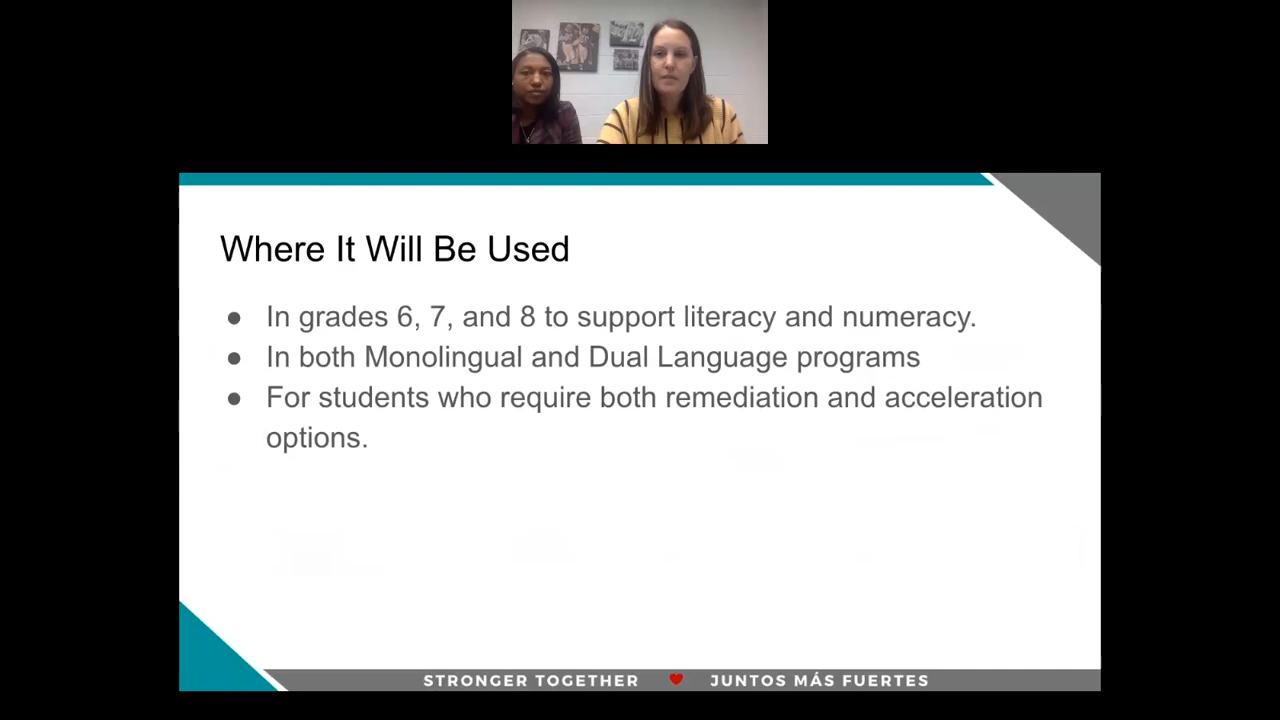 Where It Will Be Used
● In grades 6, 7, and 8 to support literacy and numeracy.
● In both Monolingual and Dual Language programs
● For students who require both remediation and acceleration
options.
STRONGER TOGETHER ♥ JUNTOS MÁS FUERTES